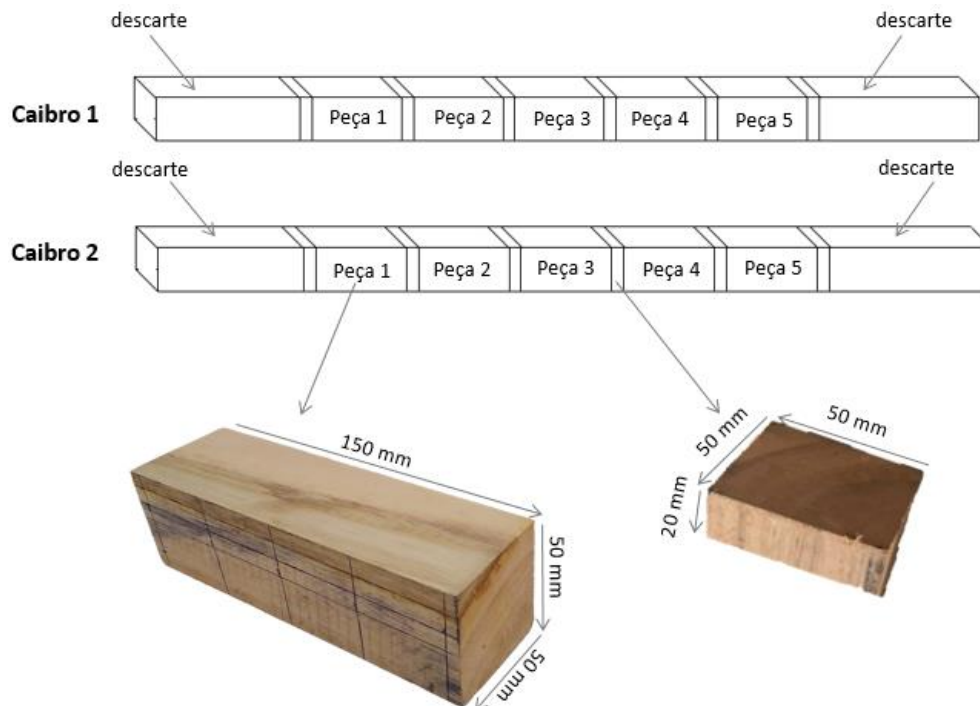 descarte
descarte
Caibro 1
Peça 1
Peça 2
Peça 3
Peça 4
Peça 5
descarte
descarte
Caibro 2
Peça 1
Peça 2
Peça 3
Peça 4
Peça 5
150 mm
50 mm
50 mm
50 mm
50 mm
20 mm